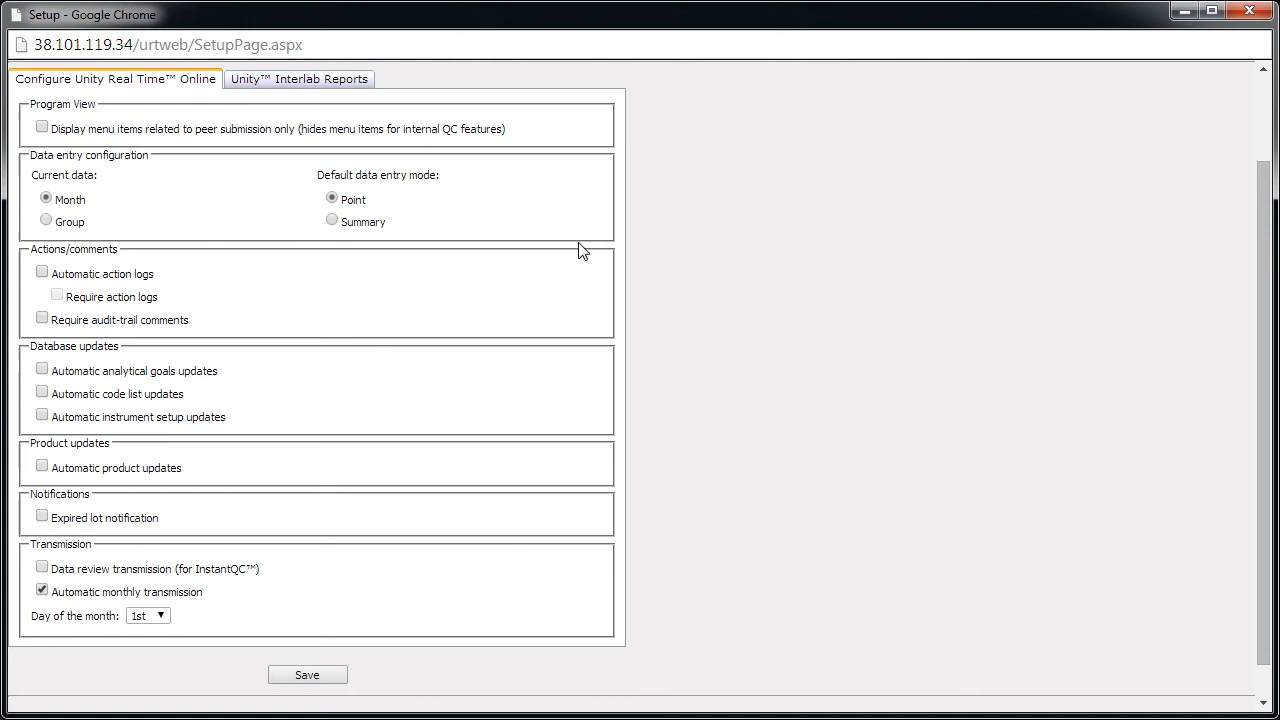 Setup - Google Chrome
38.101.119.34/urtweb/SetupPage.aspx
Configure Unity Real Time™ Online
Unity™ Interlab Reports
Program View
Display menu items related to peer submission only (hides menu items for internal QC features)
Data entry configuration
Current data:
Default data entry mode:
Month
Point
Group
Summary
Actions/comments
Automatic action logs
Require action logs
Require audit-trail comments
Database updates
Automatic analytical goals updates
Automatic code list updates
Automatic instrument setup updates
Product updates
Automatic product updates
Notifications
Expired lot notification
Transmission
Data review transmission (for InstantQC™)
Automatic monthly transmission
Day of the month: 1st
Save